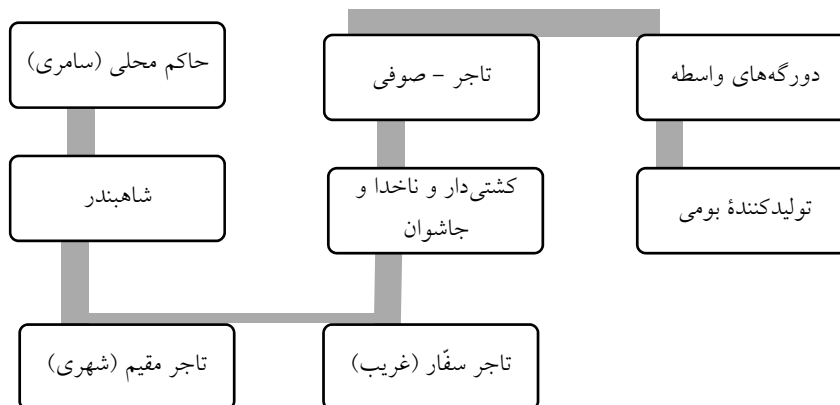 حاکم محلی (سامری)
شاهبندر
تاجر مقیم (شهری)
تاجر سفّار (غریب)
کشتی‌دار و ناخدا و
جاشوان
تاجر - صوفی
دورگه‌های واسطه
تولیدکنندۀ بومی